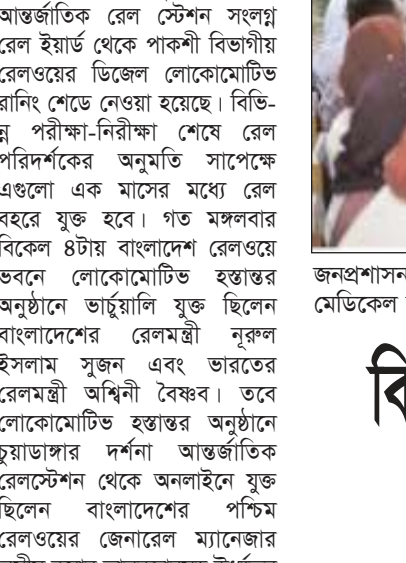 আন্তর্জাতিক রেল স্টেশন সংলগ্ন
রেল ইয়ার্ড থেকে পাকশী বিভাগীয়
রেলওয়ের ডিজেল লোকোমোটিভ
রানিং শেডে নেওয়া হয়েছে। বিভি-
ন্ন পরীক্ষা-নিরীক্ষা শেষে রেল
পরিদর্শকের অনুমতি সাপেক্ষে
এগুলো এক মাসের মধ্যে রেল
বহরে যুক্ত হবে। গত মঙ্গলবার
বিকেল ৪টায় বাংলাদেশ রেলওয়ে
ভবনে লোকোমোটিভ হস্তান্তর
অনুষ্ঠানে ভার্চুয়ালি যুক্ত ছিলেন
বাংলাদেশের রেলমন্ত্রী নূরুল
ইসলাম সুজন এবং ভারতের
রেলমন্ত্রী অশ্বিনী বৈষ্ণব। তবে
লোকোমোটিভ হস্তান্তর অনুষ্ঠানে
চুয়াডাঙ্গার দর্শনা আন্তর্জাতিক
রেলস্টেশন থেকে অনলাইনে যুক্ত
ছিলেন বাংলাদেশের পশ্চিম
রেলওয়ের জেনারেল ম্যানেজার
জনপ্রশাসন
মেডিকেল
বি